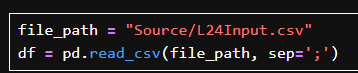 file_path = "Source/L24Input.csv"
df = pd.read_csv(file_path, sep=';')